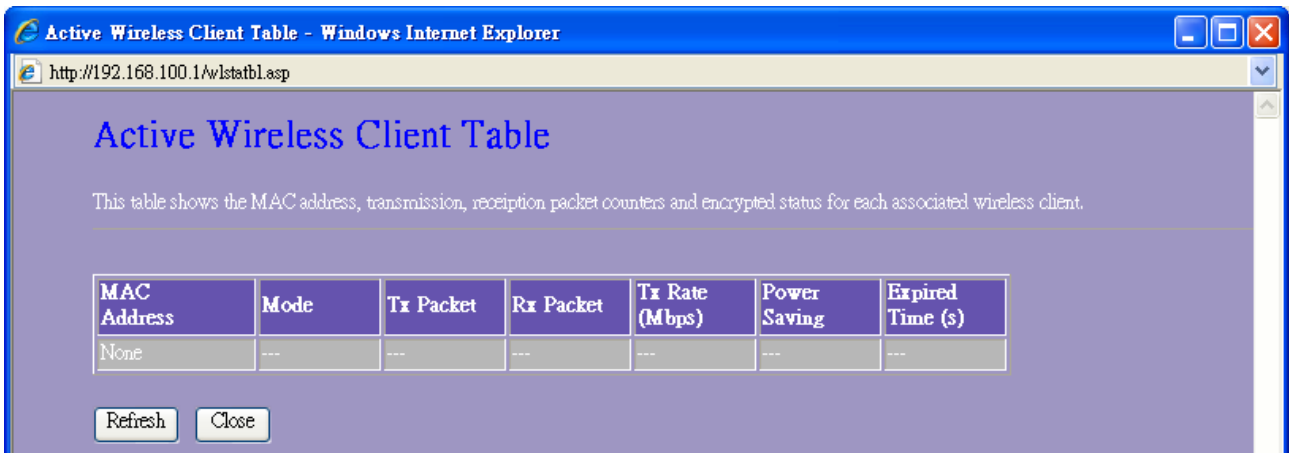 Active Wireless Client Table - Windows Internet Explorer
http://192.168.100.1/wlstatbl.asp
Active Wireless Client Table
This table shows the MAC address, transmission, receiption packet counters and encrypted status for each associated wireless client.
MAC Address Mode Tx Packet Rx Packet Tx Rate (Mbps) Power Saving Expired Time (s)
None --- --- --- --- --- ---
Refresh Close